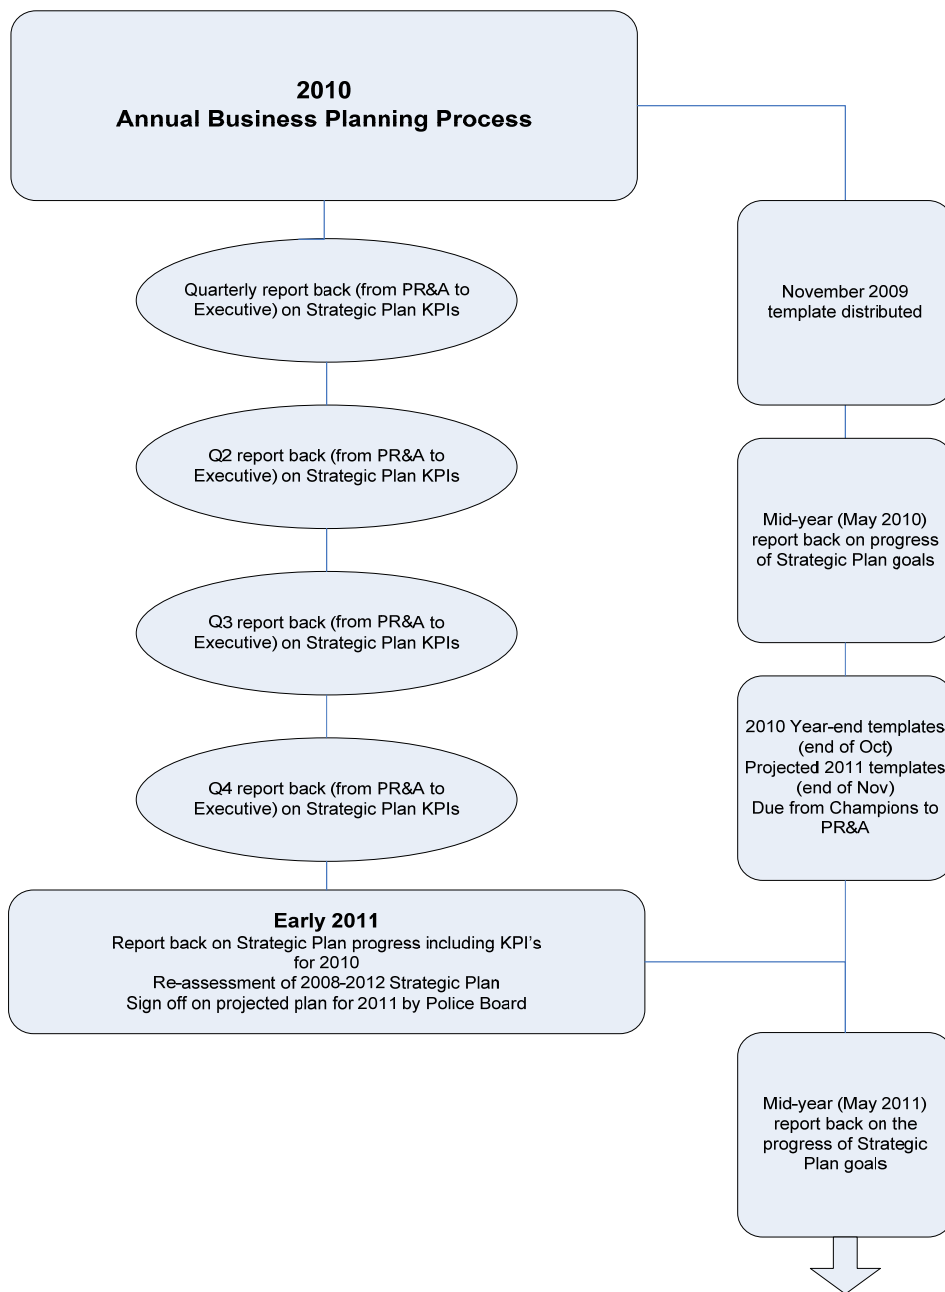 2010
Annual Business Planning Process
Quarterly report back (from PR&A to
Executive) on Strategic Plan KPIs
Q2 report back (from PR&A to
Executive) on Strategic Plan KPIs
Q3 report back (from PR&A to
Executive) on Strategic Plan KPIs
Q4 report back (from PR&A to
Executive) on Strategic Plan KPIs
Early 2011
Report back on Strategic Plan progress including KPI's
for 2010
Re-assessment of 2008-2012 Strategic Plan
Sign off on projected plan for 2011 by Police Board
November 2009
template distributed
Mid-year (May 2010)
report back on progress
of Strategic Plan goals
2010 Year-end templates
(end of Oct)
Projected 2011 templates
(end of Nov)
Due from Champions to
PR&A
Mid-year (May 2011)
report back on the
progress of Strategic
Plan goals